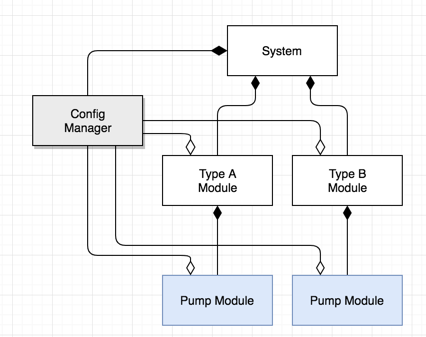 System
Config
Manager
Type A
Module
Type B
Module
Pump Module
Pump Module